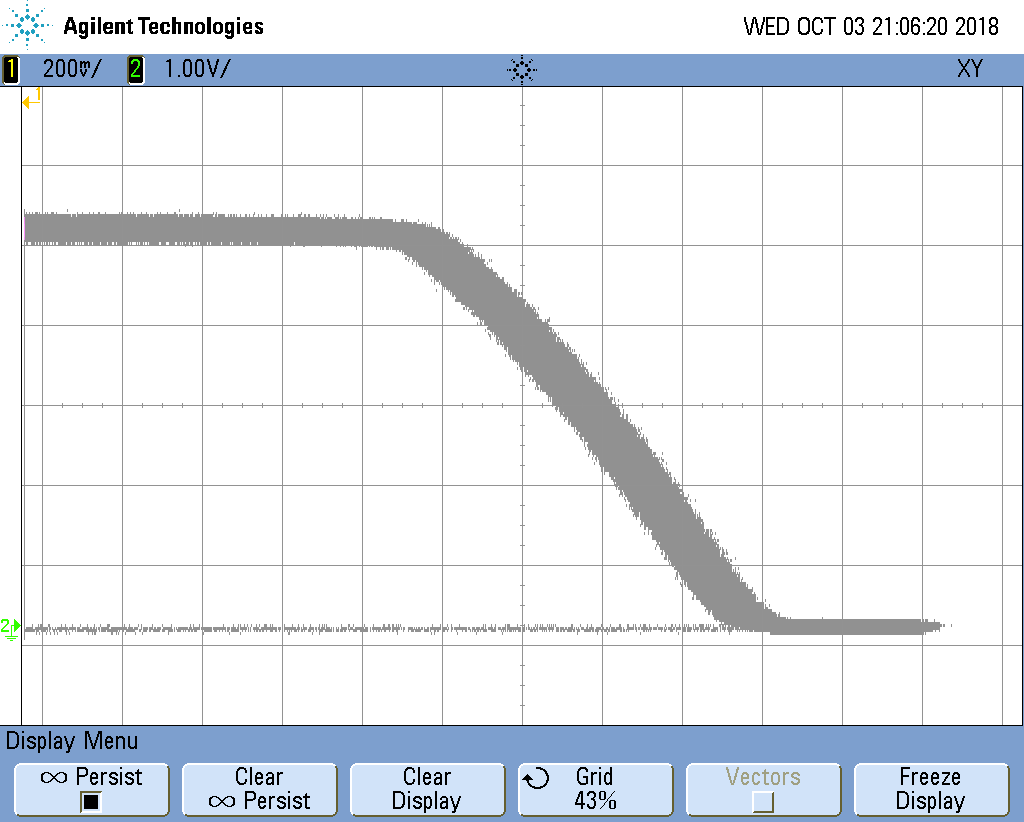 Agilent Technologies WED OCT 03 21:06:20 2018
1 200mV/ 2 1.00V/ XY
1
2
Display Menu
∞ Persist
Clear
∞ Persist
Clear
Display
Grid
43%
Vectors
Freeze
Display